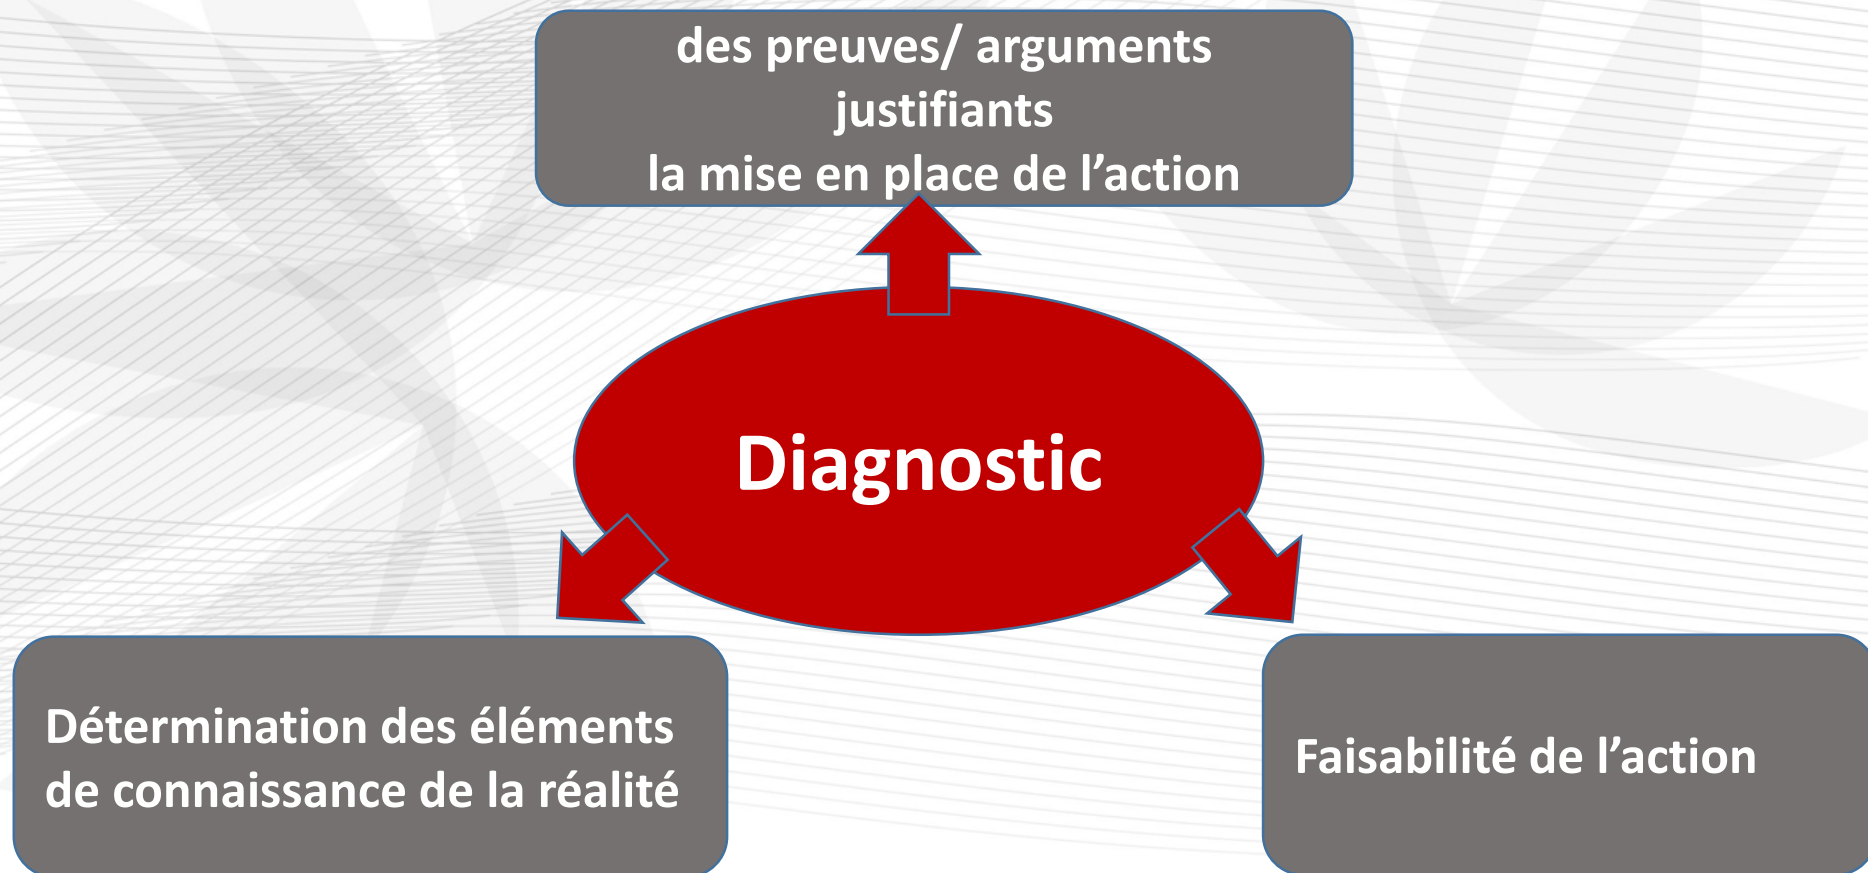 des preuves/ arguments
justifiants
la mise en place de l’action
Diagnostic
Détermination des éléments
de connaissance de la réalité
Faisabilité de l’action